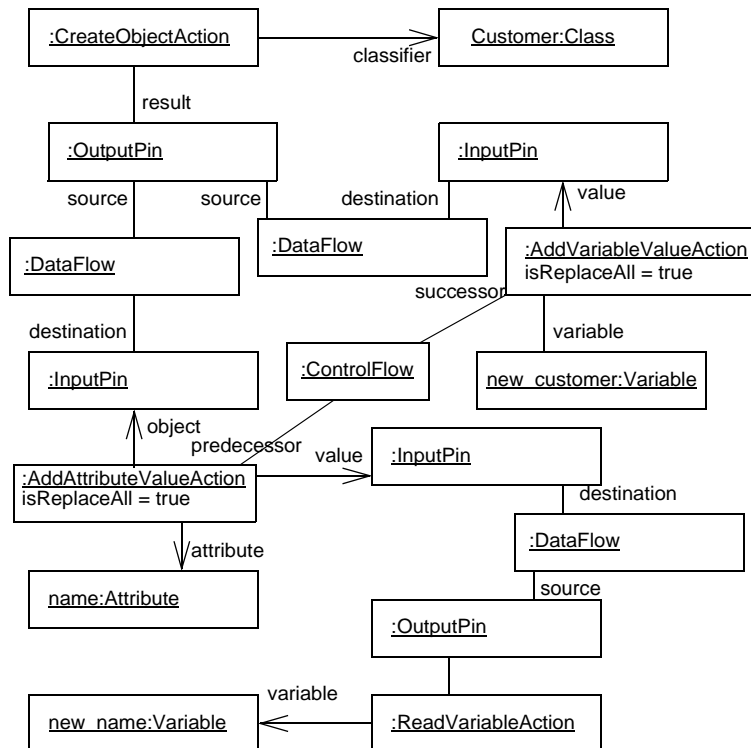 :CreateObjectAction
classifier
Customer:Class
result
:OutputPin
:InputPin
source
source
destination
value
:DataFlow
:DataFlow
:AddVariableValueAction
isReplaceAll = true
successor
destination
variable
:InputPin
:ControlFlow
new_customer:Variable
object
predecessor
value
:InputPin
:AddAttributeValueAction
isReplaceAll = true
destination
attribute
:DataFlow
name:Attribute
source
:OutputPin
variable
new_name:Variable
:ReadVariableAction